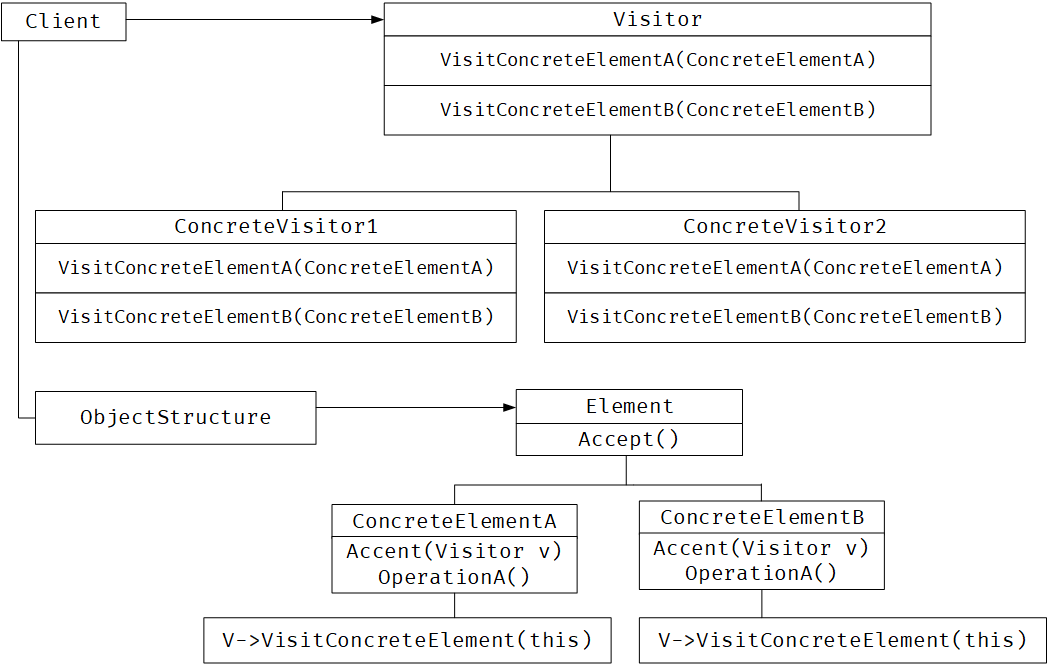 Client
Visitor
VisitConcreteElementA(ConcreteElementA)
VisitConcreteElementB(ConcreteElementB)
ConcreteVisitor1
VisitConcreteElementA(ConcreteElementA)
VisitConcreteElementB(ConcreteElementB)
ConcreteVisitor2
VisitConcreteElementA(ConcreteElementA)
VisitConcreteElementB(ConcreteElementB)
ObjectStructure
Element
Accept()
ConcreteElementA
Accent(Visitor v)
OperationA()
V->VisitConcreteElement(this)
ConcreteElementB
Accent(Visitor v)
OperationA()
V->VisitConcreteElement(this)